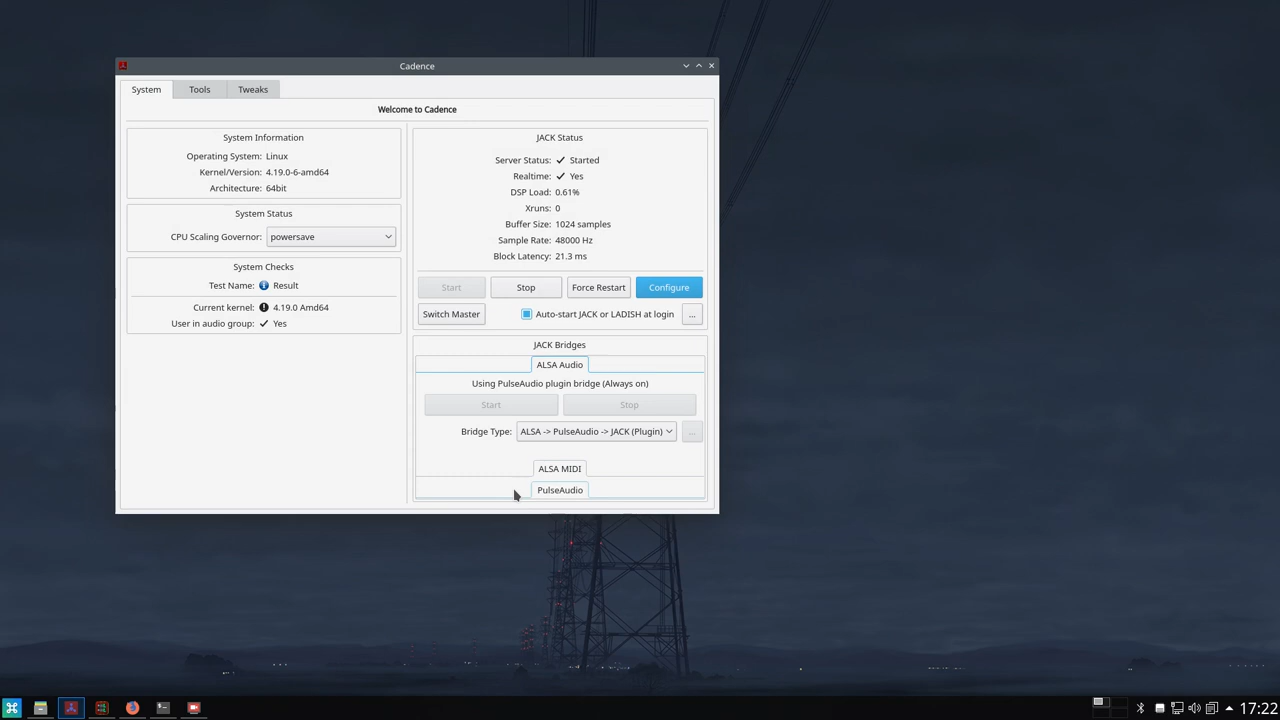 Cadence
System Tools Tweaks
Welcome to Cadence
System Information
Operating System: Linux
Kernel/Version: 4.19.0-6-amd64
Architecture: 64bit
System Status
CPU Scaling Governor: powersave
System Checks
Test Name: Result
Current kernel: 4.19.0 Amd64
User in audio group: Yes
JACK Status
Server Status: Started
Realtime: Yes
DSP Load: 0.61%
Xruns: 0
Buffer Size: 1024 samples
Sample Rate: 48000 Hz
Block Latency: 21.3 ms
Start Stop Force Restart Configure
Switch Master Auto-start JACK or LADISH at login ...
JACK Bridges
ALSA Audio
Using PulseAudio plugin bridge (Always on)
Start Stop
Bridge Type: ALSA -> PulseAudio -> JACK (Plugin) ...
ALSA MIDI
PulseAudio
17:22